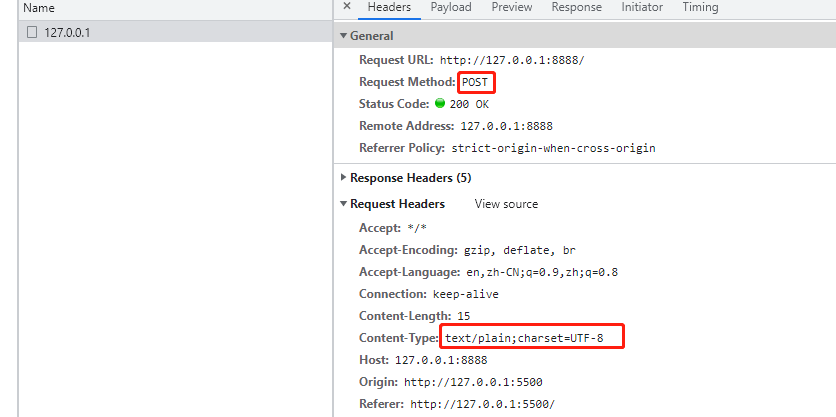 Name
127.0.0.1
× Headers Payload Preview Response Initiator Timing
General
Request URL: http://127.0.0.1:8888/
Request Method: POST
Status Code: 200 OK
Remote Address: 127.0.0.1:8888
Referrer Policy: strict-origin-when-cross-origin
Response Headers (5)
Request Headers View source
Accept: */*
Accept-Encoding: gzip, deflate, br
Accept-Language: en,zh-CN;q=0.9,zh;q=0.8
Connection: keep-alive
Content-Length: 15
Content-Type: text/plain;charset=UTF-8
Host: 127.0.0.1:8888
Origin: http://127.0.0.1:5500
Referer: http://127.0.0.1:5500/